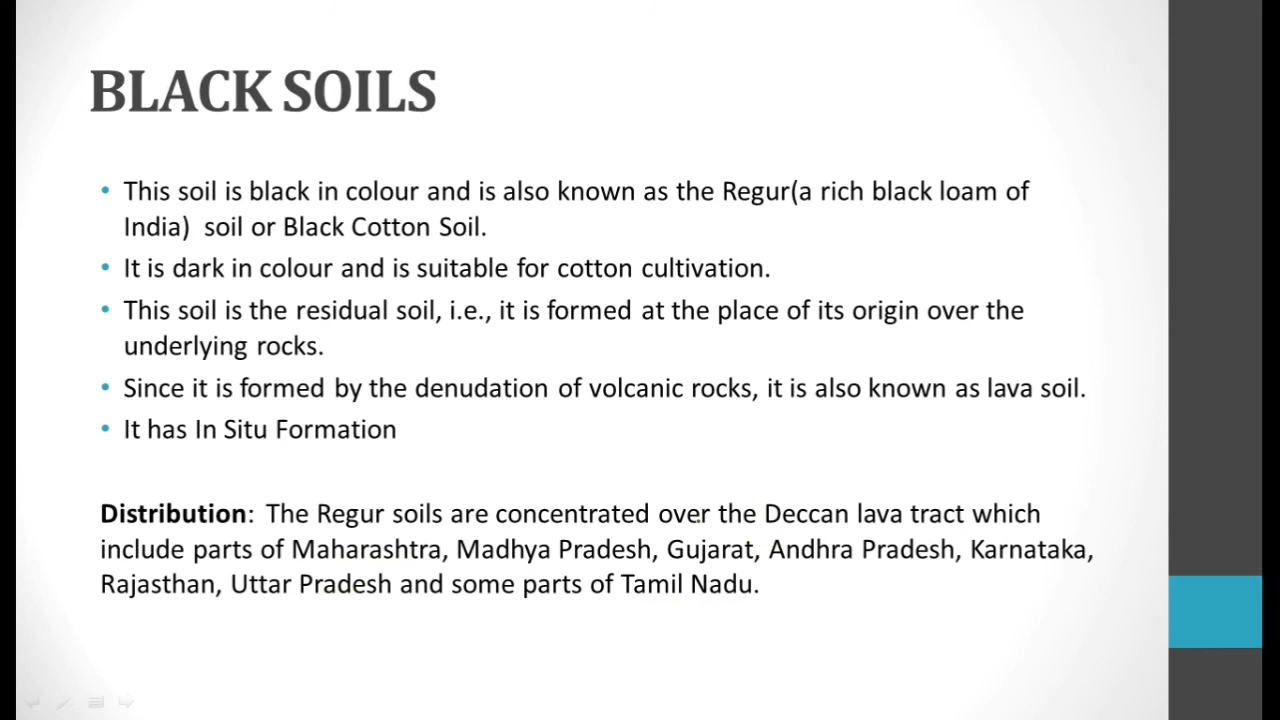 BLACK SOILS
• This soil is black in colour and is also known as the Regur(a rich black loam of
India)  soil or Black Cotton Soil.
• It is dark in colour and is suitable for cotton cultivation.
• This soil is the residual soil, i.e., it is formed at the place of its origin over the
underlying rocks.
• Since it is formed by the denudation of volcanic rocks, it is also known as lava soil.
• It has In Situ Formation
Distribution:  The Regur soils are concentrated over the Deccan lava tract which
include parts of Maharashtra, Madhya Pradesh, Gujarat, Andhra Pradesh, Karnataka,
Rajasthan, Uttar Pradesh and some parts of Tamil Nadu.